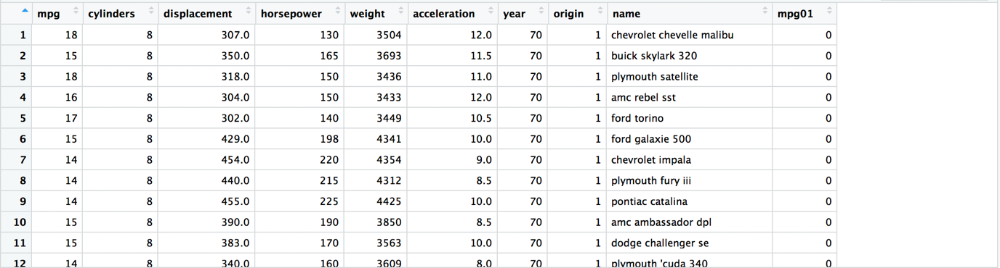 mpg cylinders displacement horsepower weight acceleration year origin name mpg01
1 18 8 307.0 130 3504 12.0 70 1 chevrolet chevelle malibu 0
2 15 8 350.0 165 3693 11.5 70 1 buick skylark 320 0
3 18 8 318.0 150 3436 11.0 70 1 plymouth satellite 0
4 16 8 304.0 150 3433 12.0 70 1 amc rebel sst 0
5 17 8 302.0 140 3449 10.5 70 1 ford torino 0
6 15 8 429.0 198 4341 10.0 70 1 ford galaxie 500 0
7 14 8 454.0 220 4354 9.0 70 1 chevrolet impala 0
8 14 8 440.0 215 4312 8.5 70 1 plymouth fury iii 0
9 14 8 455.0 225 4425 10.0 70 1 pontiac catalina 0
10 15 8 390.0 190 3850 8.5 70 1 amc ambassador dpl 0
11 15 8 383.0 170 3563 10.0 70 1 dodge challenger se 0
12 14 8 340.0 160 3609 8.0 70 1 plymouth 'cuda 340 0